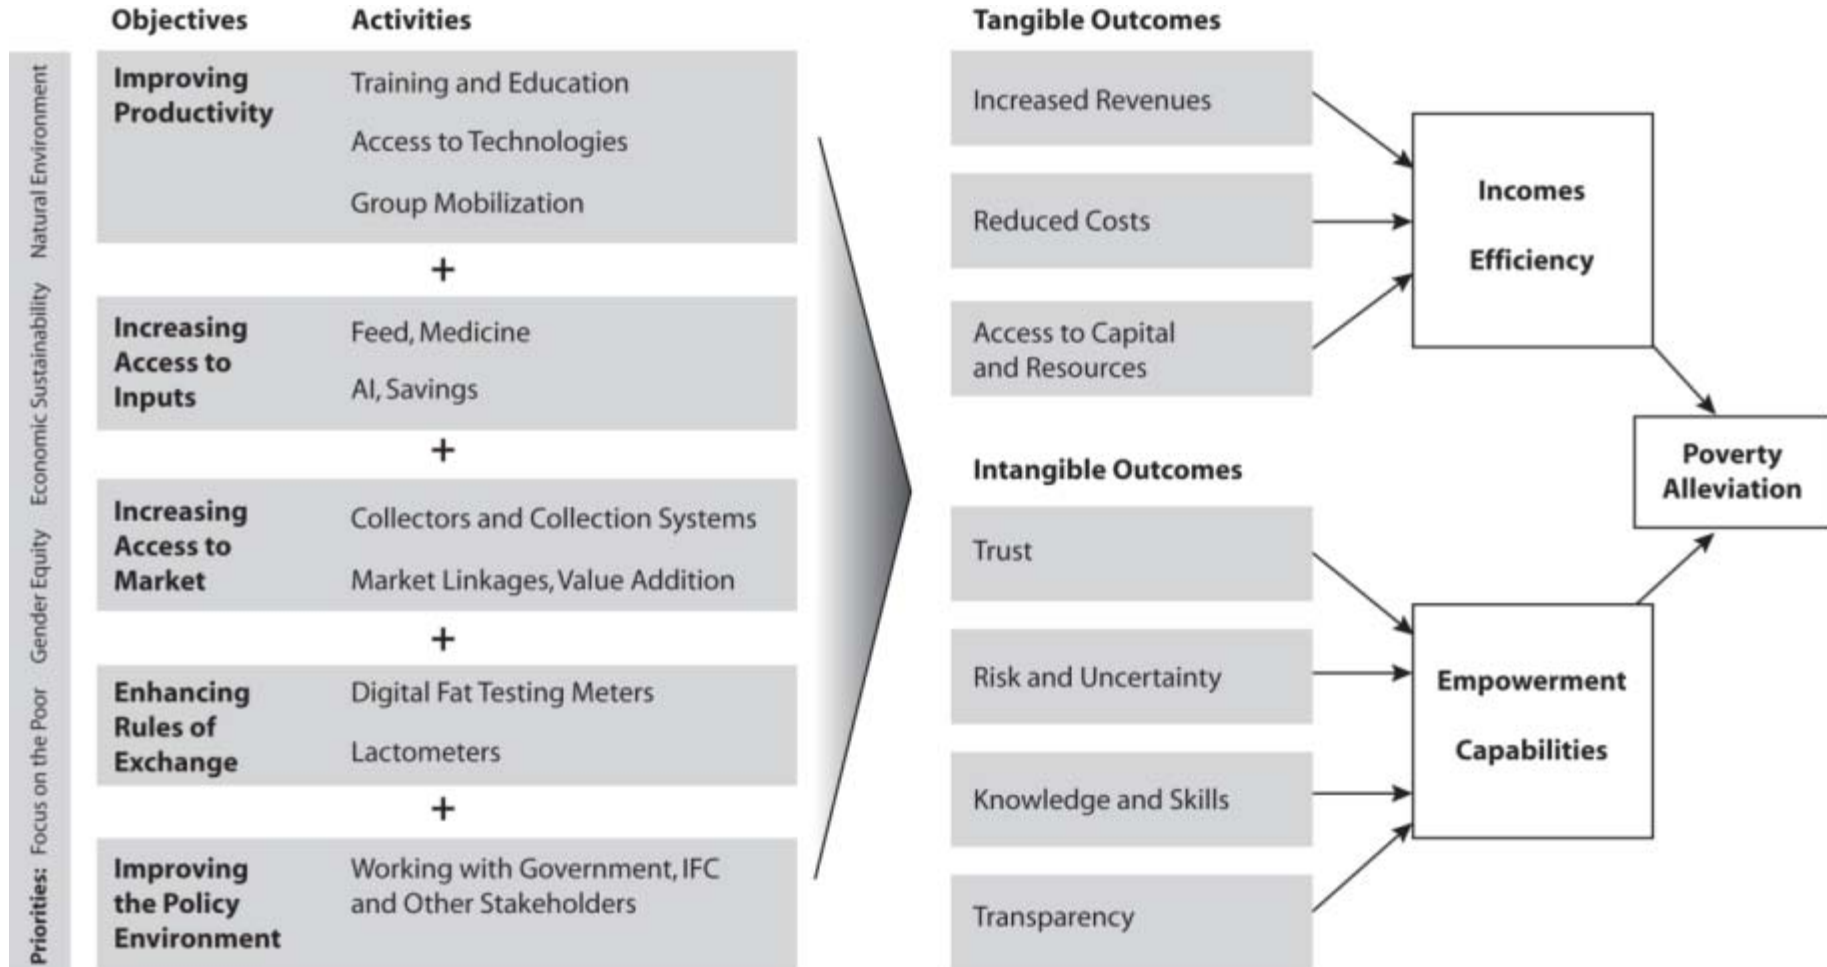 Objectives
Activities
Improving
Productivity
Training and Education
Access to Technologies
Group Mobilization
+
Increasing
Access to
Inputs
Feed, Medicine
AI, Savings
+
Increasing
Access to
Market
Collectors and Collection Systems
Market Linkages, Value Addition
+
Enhancing
Rules of
Exchange
Digital Fat Testing Meters
Lactometers
+
Improving
the Policy
Environment
Working with Government, IFC
and Other Stakeholders
Priorities: Focus on the Poor Gender Equity Economic Sustainability Natural Environment
Tangible Outcomes
Increased Revenues
Reduced Costs
Access to Capital
and Resources
Incomes
Efficiency
Intangible Outcomes
Trust
Risk and Uncertainty
Knowledge and Skills
Transparency
Empowerment
Capabilities
Poverty
Alleviation